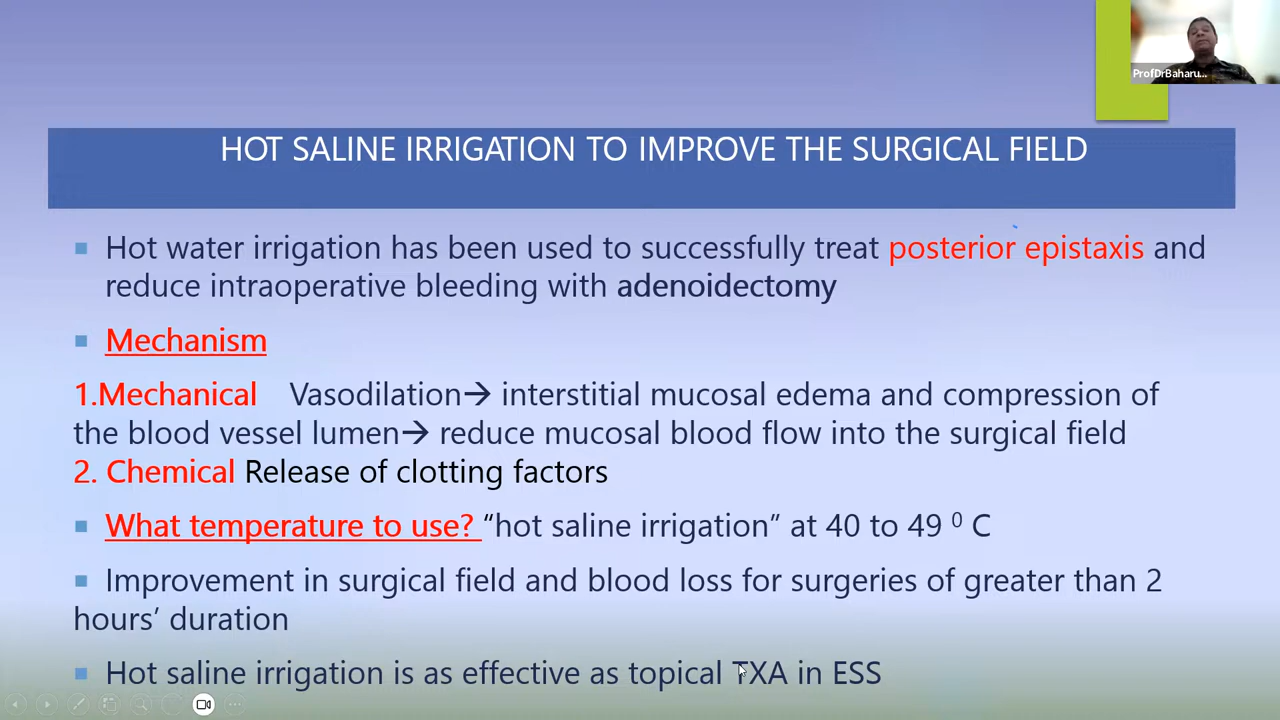 ProfDrBaharu...
HOT SALINE IRRIGATION TO IMPROVE THE SURGICAL FIELD
Hot water irrigation has been used to successfully treat posterior epistaxis and
reduce intraoperative bleeding with adenoidectomy
Mechanism
1.Mechanical Vasodilation→ interstitial mucosal edema and compression of
the blood vessel lumen→ reduce mucosal blood flow into the surgical field
2. Chemical Release of clotting factors
What temperature to use? “hot saline irrigation” at 40 to 49 ⁰ C
Improvement in surgical field and blood loss for surgeries of greater than 2
hours’ duration
Hot saline irrigation is as effective as topical TXA in ESS